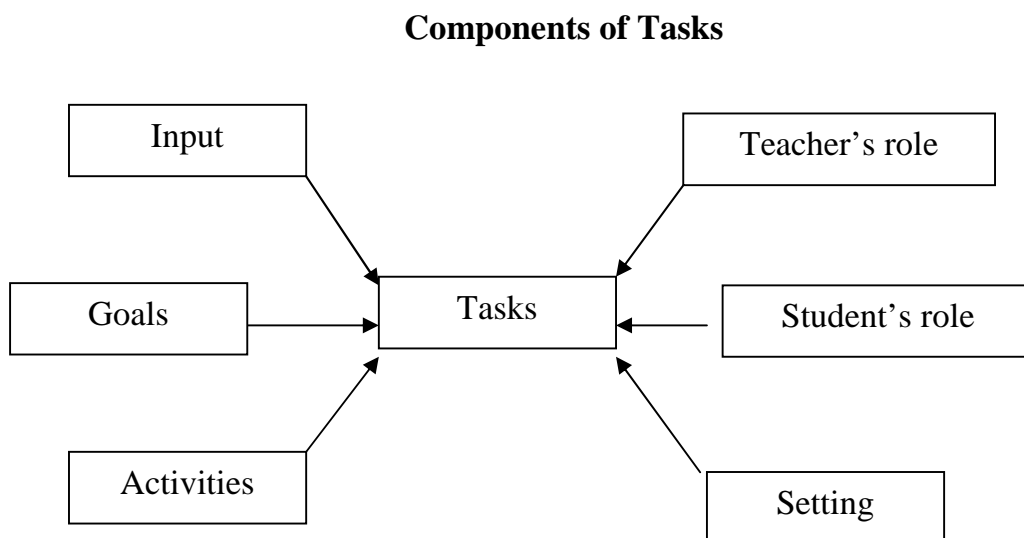 Components of Tasks
Input
Teacher’s role
Goals
Tasks
Student’s role
Activities
Setting